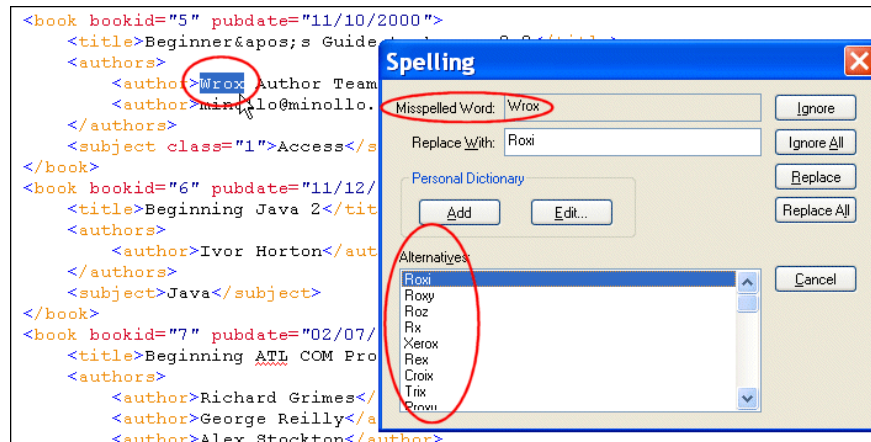 <book bookid="5" pubdate="11/10/2000">
<title>Beginner&apos;s Guide
<authors>
<author>Wrox Author Team
<author>minollo@minollo.
</authors>
<subject class="1">Access</s
</book>
<book bookid="6" pubdate="11/12/
<title>Beginning Java 2</tit
<authors>
<author>Ivor Horton</aut
</authors>
<subject>Java</subject>
</book>
<book bookid="7" pubdate="02/07/
<title>Beginning ATL COM Pro
<authors>
<author>Richard Grimes</
<author>George Reilly</a
<author>Alex Stockton</author>
Spelling
Misspelled Word: Wrox
Ignore
Replace With: Roxi
Ignore All
Personal Dictionary
Replace
Add Edit...
Replace All
Alternatives:
Cancel
Roxi
Roxy
Roz
Rx
Xerox
Rex
Croix
Trix
Proxy